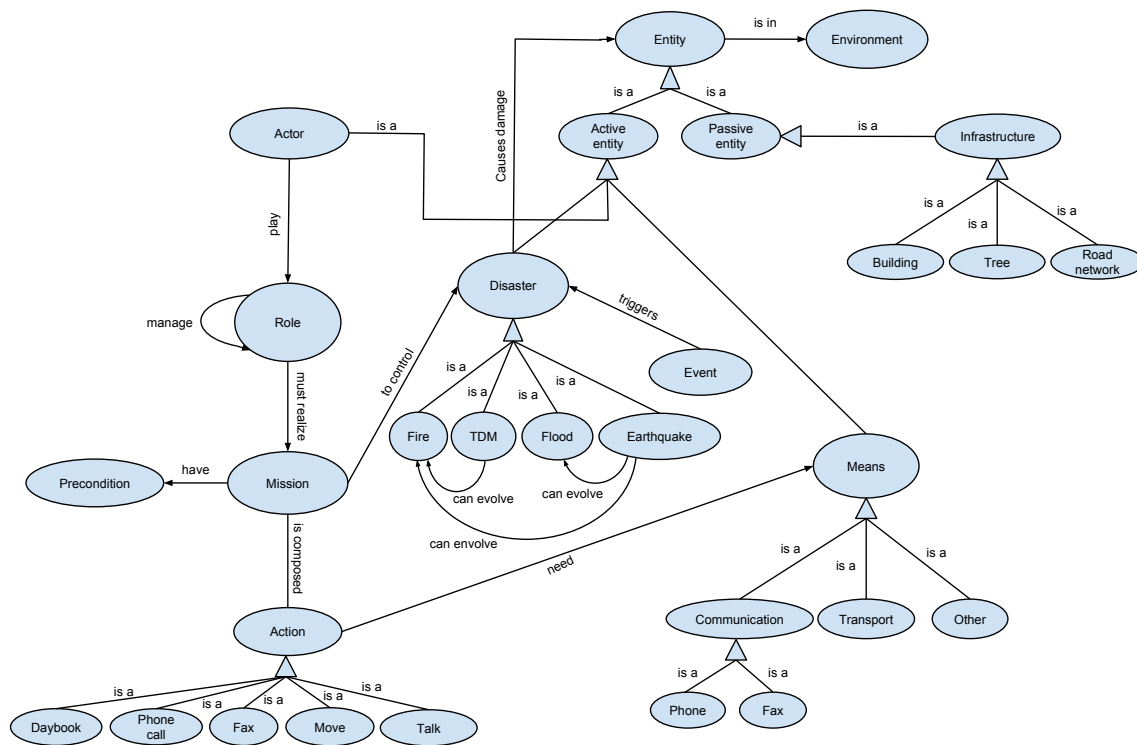 is in
Entity
Environment
is a
is a
Causes damage
Actor
is a
Active
entity
Passive
entity
is a
Infrastructure
play
is a
is a
is a
Building
Tree
Road
network
Disaster
triggers
manage
Role
to control
Event
is a
is a
is a
is a
must realize
Fire
TDM
Flood
Earthquake
Means
have
Precondition
Mission
can evolve
can evolve
can envolve
is composed
need
is a
is a
is a
Communication
Transport
Other
Action
is a
is a
Phone
Fax
is a
is a
is a
is a
is a
Daybook
Phone
call
Fax
Move
Talk